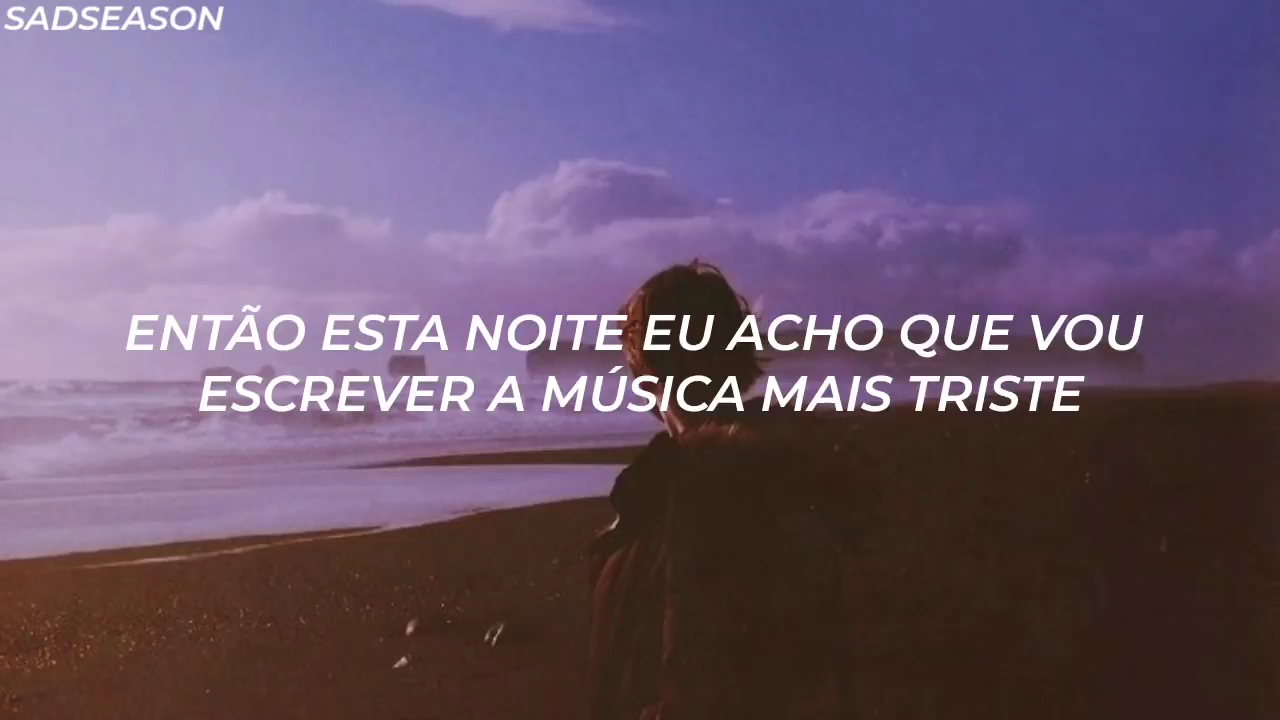 SADSEASON
ENTÃO ESTA NOITE EU ACHO QUE VOU
ESCREVER A MÚSICA MAIS TRISTE